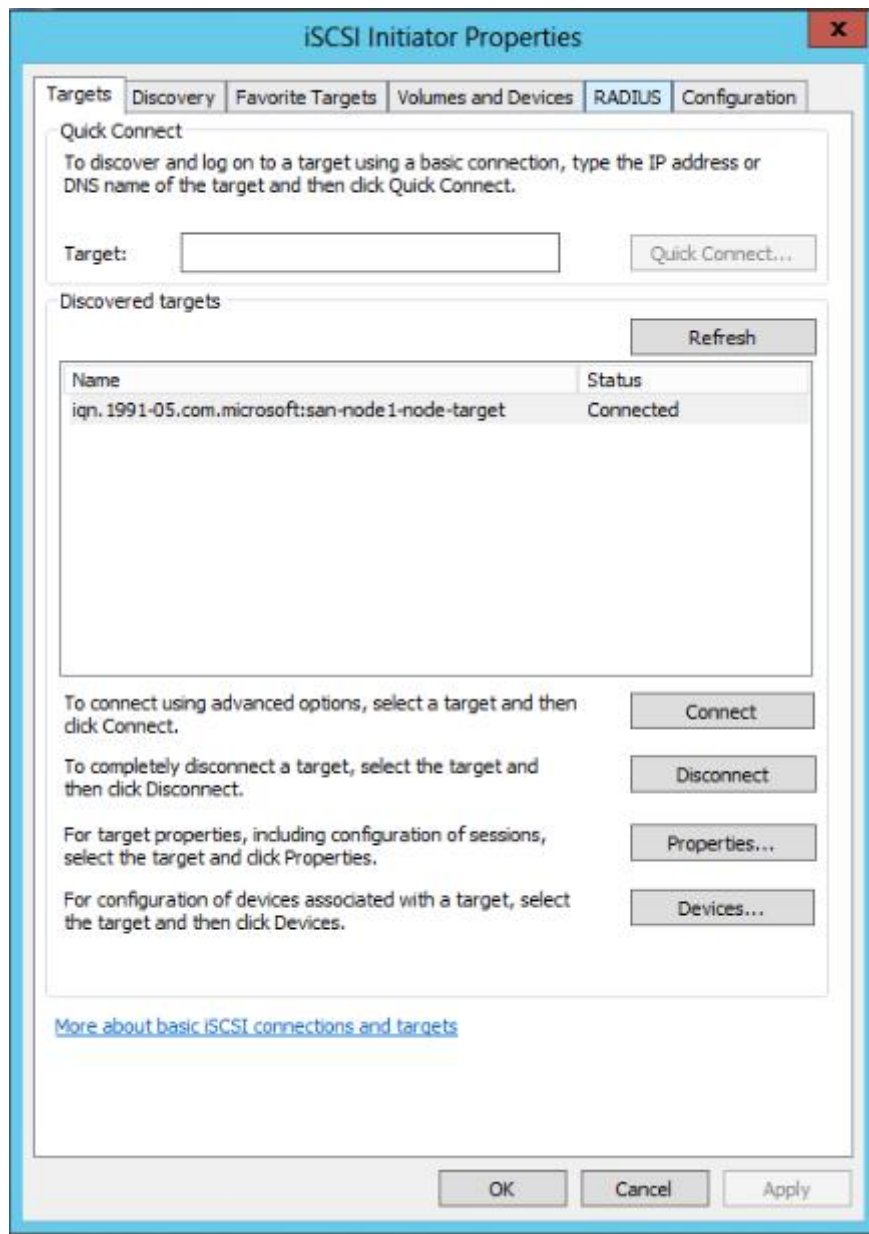 iSCSI Initiator Properties
x
Targets Discovery Favorite Targets Volumes and Devices RADIUS Configuration
Quick Connect
To discover and log on to a target using a basic connection, type the IP address or
DNS name of the target and then click Quick Connect.
Target:
Quick Connect...
Discovered targets
Refresh
Name Status
iqn.1991-05.com.microsoft:san-node1-node-target Connected
To connect using advanced options, select a target and then
click Connect.
Connect
To completely disconnect a target, select the target and
then click Disconnect.
Disconnect
For target properties, including configuration of sessions,
select the target and click Properties.
Properties...
For configuration of devices associated with a target, select
the target and then click Devices.
Devices...
More about basic iSCSI connections and targets
OK Cancel Apply